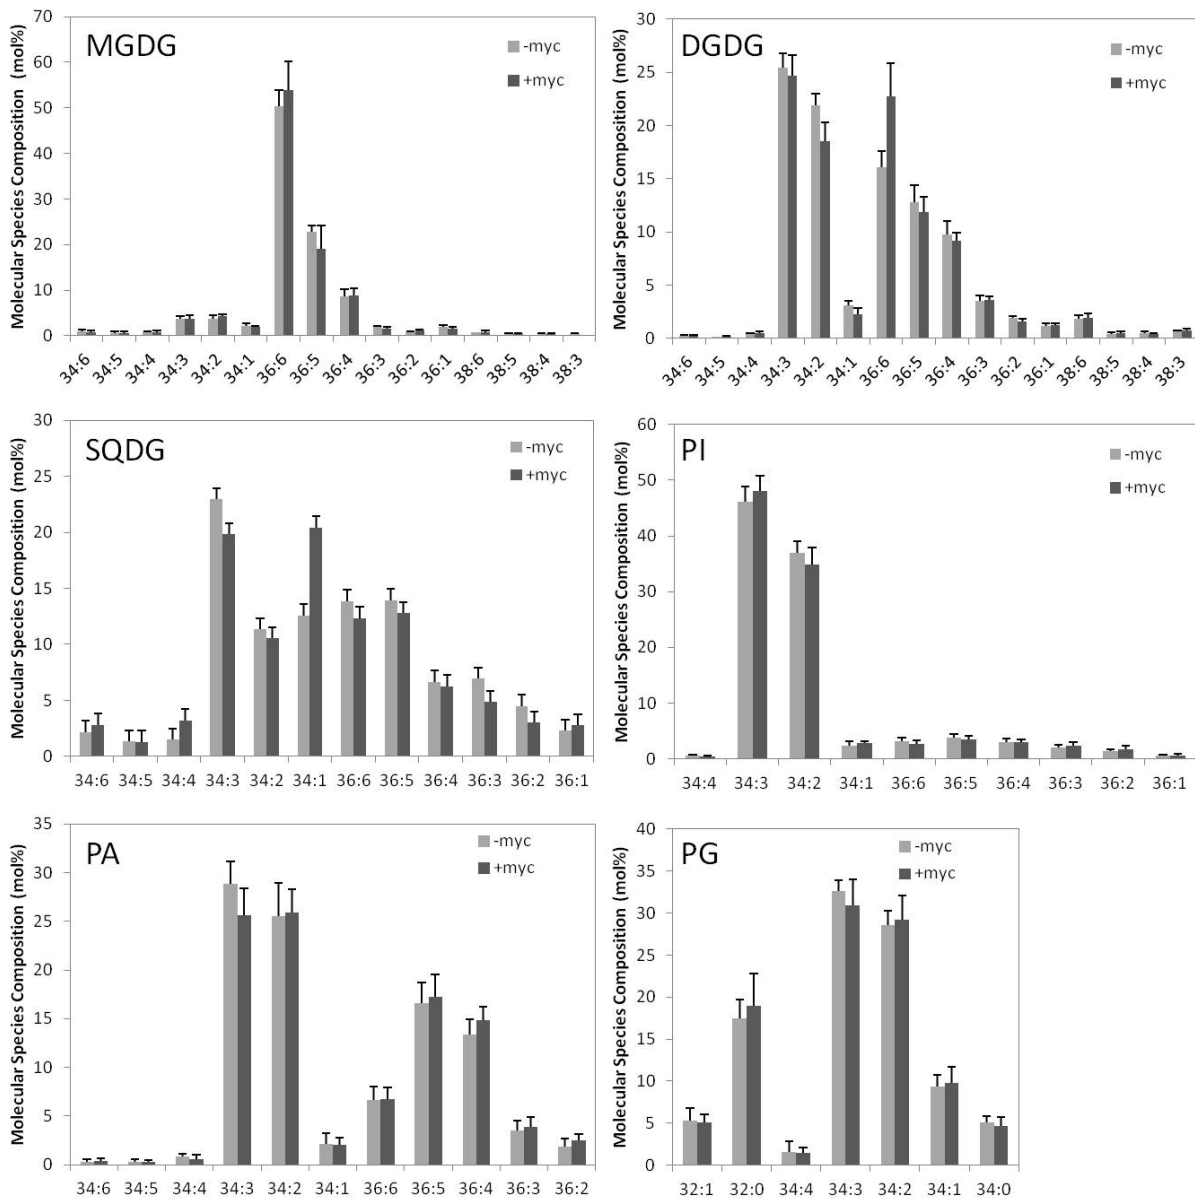 MGDG
-myc
+myc
Molecular Species Composition (mol%)
70
60
50
40
30
20
10
0
34:6 34:5 34:4 34:3 34:2 34:1 36:6 36:5 36:4 36:3 36:2 36:1 38:6 38:5 38:4 38:3
DGDG
-myc
+myc
Molecular Species Composition (mol%)
30
25
20
15
10
5
0
34:6 34:5 34:4 34:3 34:2 34:1 36:6 36:5 36:4 36:3 36:2 36:1 38:6 38:5 38:4 38:3
SQDG
-myc
+myc
Molecular Species Composition (mol%)
30
25
20
15
10
5
0
34:6 34:5 34:4 34:3 34:2 34:1 36:6 36:5 36:4 36:3 36:2 36:1
PI
-myc
+myc
Molecular Species Composition (mol%)
60
50
40
30
20
10
0
34:4 34:3 34:2 34:1 36:6 36:5 36:4 36:3 36:2 36:1
PA
-myc
+myc
Molecular Species Composition (mol%)
35
30
25
20
15
10
5
0
34:6 34:5 34:4 34:3 34:2 34:1 36:6 36:5 36:4 36:3 36:2
PG
-myc
+myc
Molecular Species Composition (mol%)
40
35
30
25
20
15
10
5
0
32:1 32:0 34:4 34:3 34:2 34:1 34:0